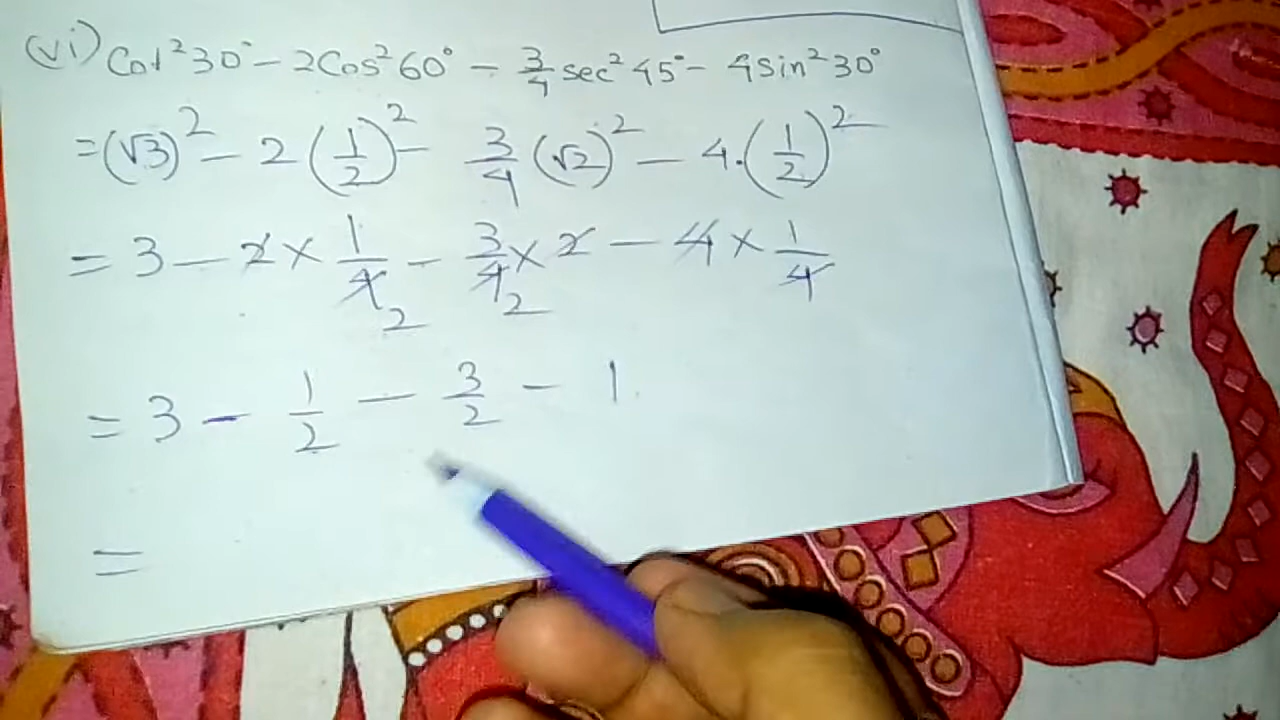 (vi) Cot²30° - 2Cos²60° - 3/4 sec²45° - 4sin²30°
= (√3)² - 2(1/2)² - 3/4(√2)² - 4.(1/2)²
= 3 - 2 × 1/4 2 - 3/4 2 × 2 - 4 × 1/4
= 3 - 1/2 - 3/2 - 1.
=